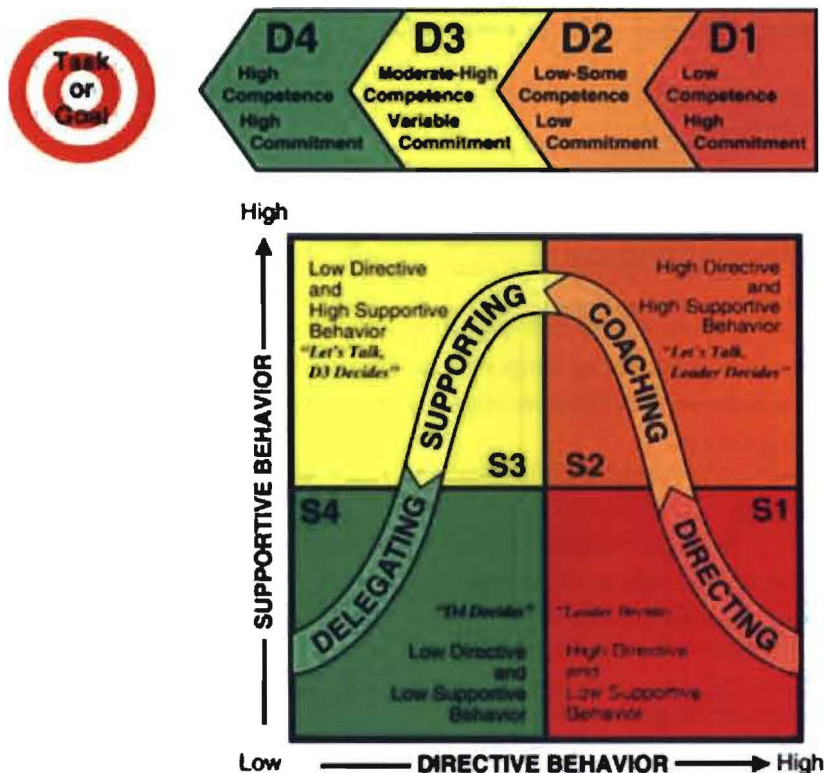 Task
or
Goal
D4
High
Competence
High
Commitment
D3
Moderate-High
Competence
Variable
Commitment
D2
Low-Some
Competence
Low
Commitment
D1
Low
Competence
High
Commitment
High
SUPPORTIVE BEHAVIOR
Low Directive
and
High Supportive
Behavior
"Let's Talk,
D3 Decides"
SUPPORTING
S3
High Directive
and
High Supportive
Behavior
"Let's Talk,
Leader Decides"
COACHING
S2
S4
DELEGATING
"D4 Decides"
Low Directive
and
Low Supportive
Behavior
S1
DIRECTING
"Leader
High Directive
and
Low Supportive
Behavior
Low
DIRECTIVE BEHAVIOR
High